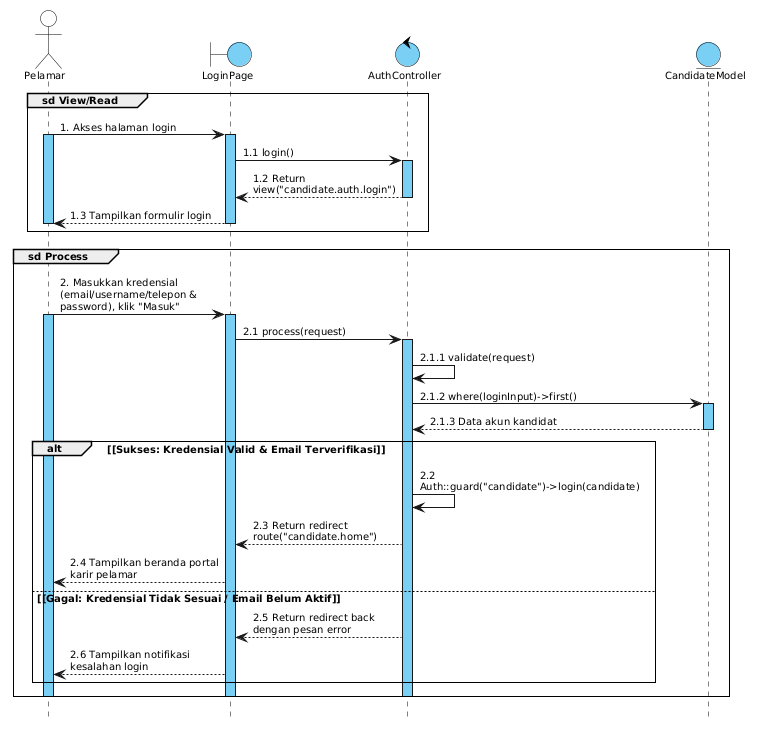 Pelamar
LoginPage
AuthController
CandidateModel
sd View/Read
1. Akses halaman login
1.1 login()
1.2 Return
view("candidate.auth.login")
1.3 Tampilkan formulir login
sd Process
2. Masukkan kredensial
(email/username/telepon &
password), klik "Masuk"
2.1 process(request)
2.1.1 validate(request)
2.1.2 where(loginInput)->first()
2.1.3 Data akun kandidat
alt
[[Sukses: Kredensial Valid & Email Terverifikasi]]
2.2
Auth::guard("candidate")->login(candidate)
2.3 Return redirect
route("candidate.home")
2.4 Tampilkan beranda portal
karir pelamar
[[Gagal: Kredensial Tidak Sesuai / Email Belum Aktif]]
2.5 Return redirect back
dengan pesan error
2.6 Tampilkan notifikasi
kesalahan login